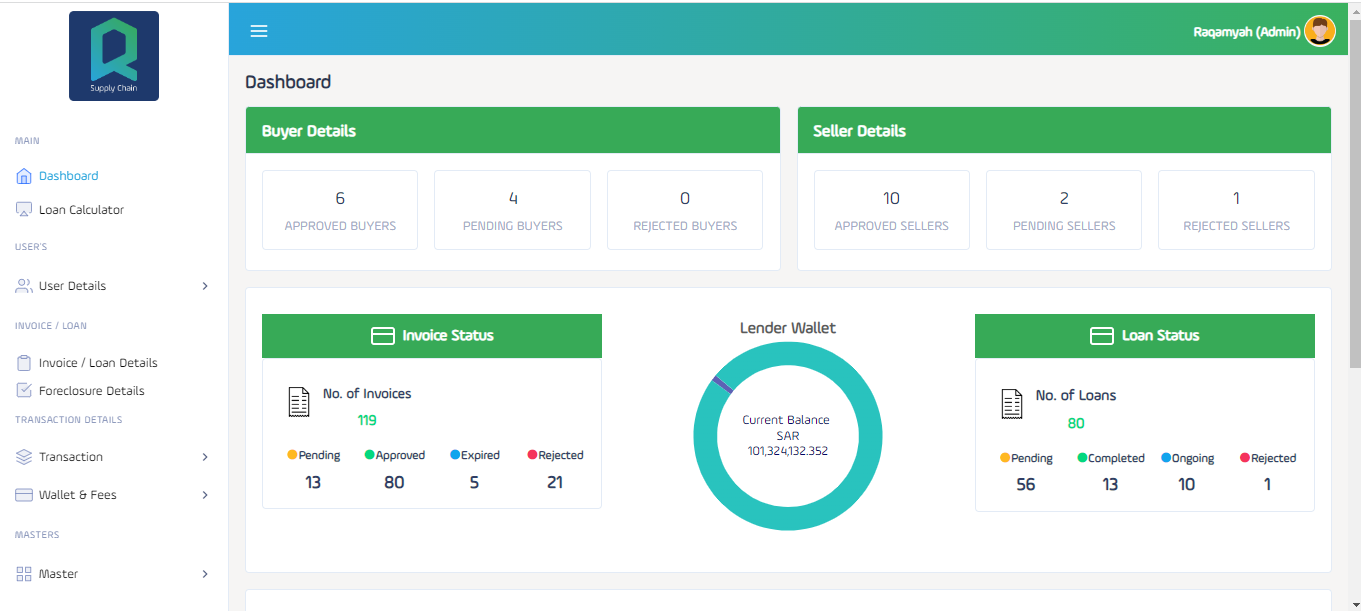 Supply Chain
MAIN
Dashboard
Loan Calculator
USER'S
User Details
INVOICE / LOAN
Invoice / Loan Details
Foreclosure Details
TRANSACTION DETAILS
Transaction
Wallet & Fees
MASTERS
Master
Raqamyah (Admin)
Dashboard
Buyer Details
6
APPROVED BUYERS
4
PENDING BUYERS
0
REJECTED BUYERS
Seller Details
10
APPROVED SELLERS
2
PENDING SELLERS
1
REJECTED SELLERS
Invoice Status
No. of Invoices
119
Pending Approved Expired Rejected
13 80 5 21
Lender Wallet
Current Balance
SAR
101,324,132.352
Loan Status
No. of Loans
80
Pending Completed Ongoing Rejected
56 13 10 1